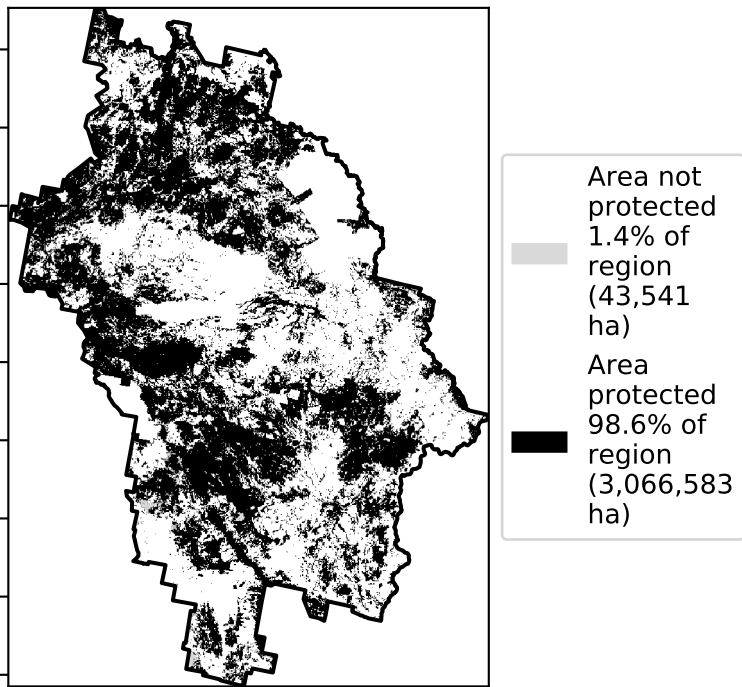 Area not
protected
1.4% of
region
(43,541
ha)
Area
protected
98.6% of
region
(3,066,583
ha)